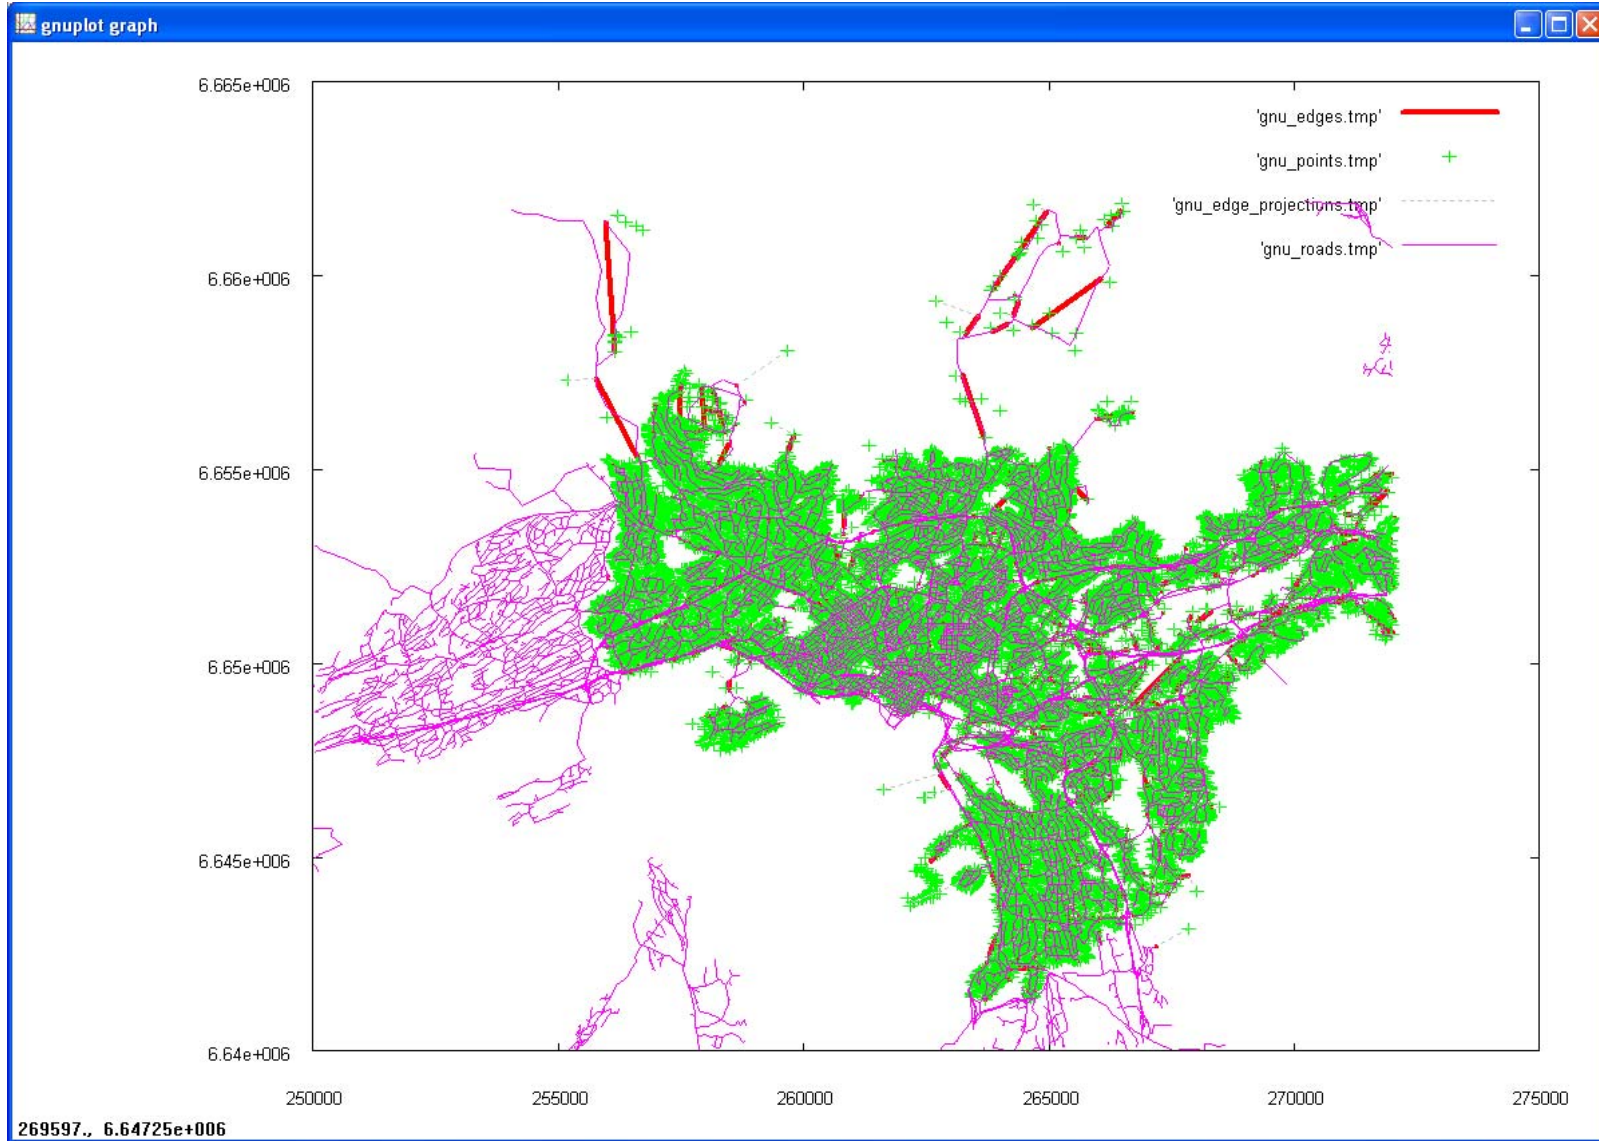 gnuplot graph
6.665e+006
'gnu_edges.tmp'
'gnu_points.tmp'
'gnu_edge_projections.tmp'
'gnu_roads.tmp'
6.66e+006
6.655e+006
6.65e+006
6.645e+006
6.64e+006
250000 255000 260000 265000 270000 275000
269597., 6.64725e+006